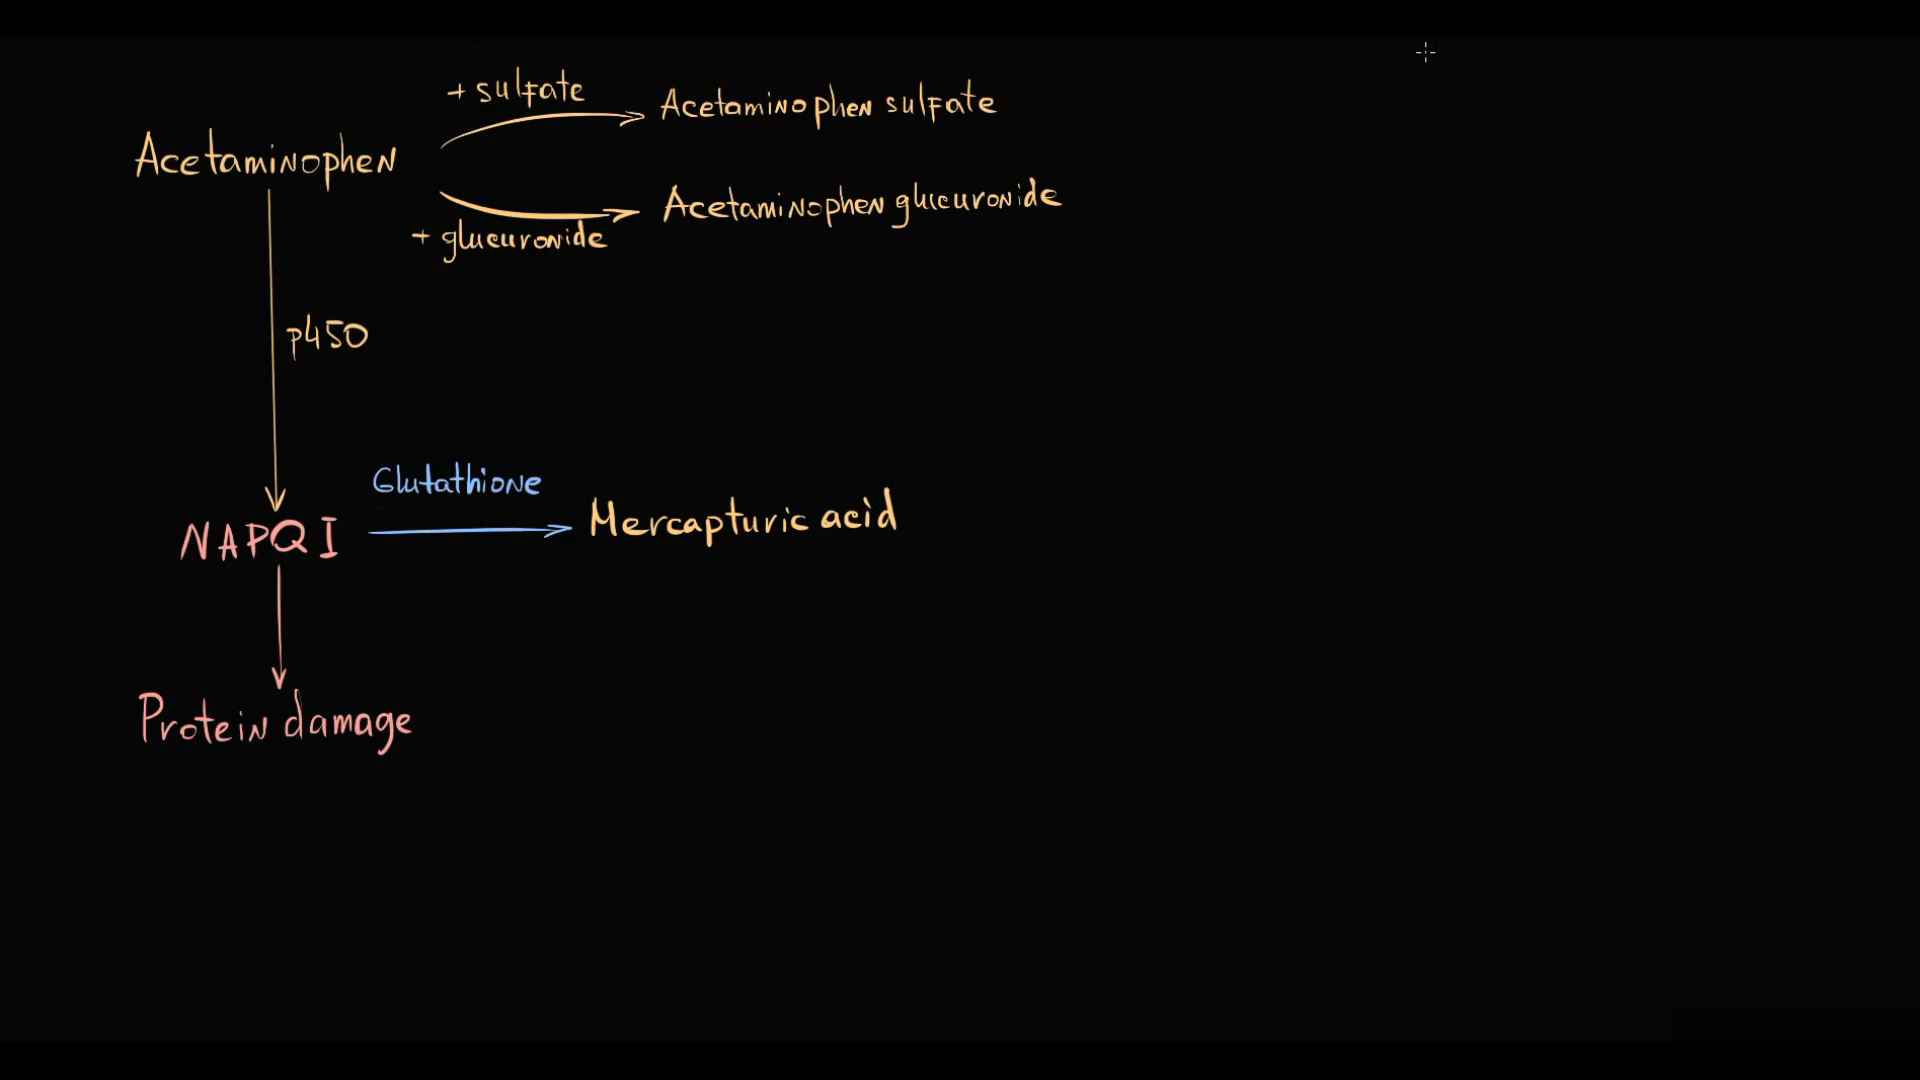 + sulfate
Acetaminophen sulfate
Acetaminophen
Acetaminophen glucuronide
+ glucuronide
p450
Glutathione
NAPQI
Mercapturic acid
Protein damage